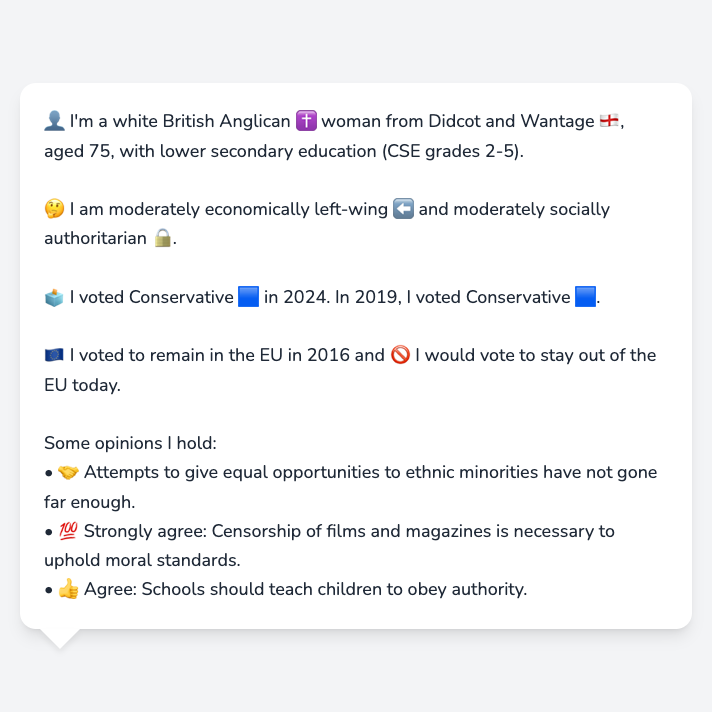 👤 I'm a white British Anglican ✝️ woman from Didcot and Wantage 🏴󠁧󠁢󠁥󠁮󠁧󠁿,
aged 75, with lower secondary education (CSE grades 2-5).
🤔 I am moderately economically left-wing ⬅️ and moderately socially
authoritarian 🔒.
🗳️ I voted Conservative 🟦 in 2024. In 2019, I voted Conservative 🟦.
🇪🇺 I voted to remain in the EU in 2016 and 🚫 I would vote to stay out of the
EU today.
Some opinions I hold:
• 🤝 Attempts to give equal opportunities to ethnic minorities have not gone
far enough.
• 💯 Strongly agree: Censorship of films and magazines is necessary to
uphold moral standards.
• 👍 Agree: Schools should teach children to obey authority.